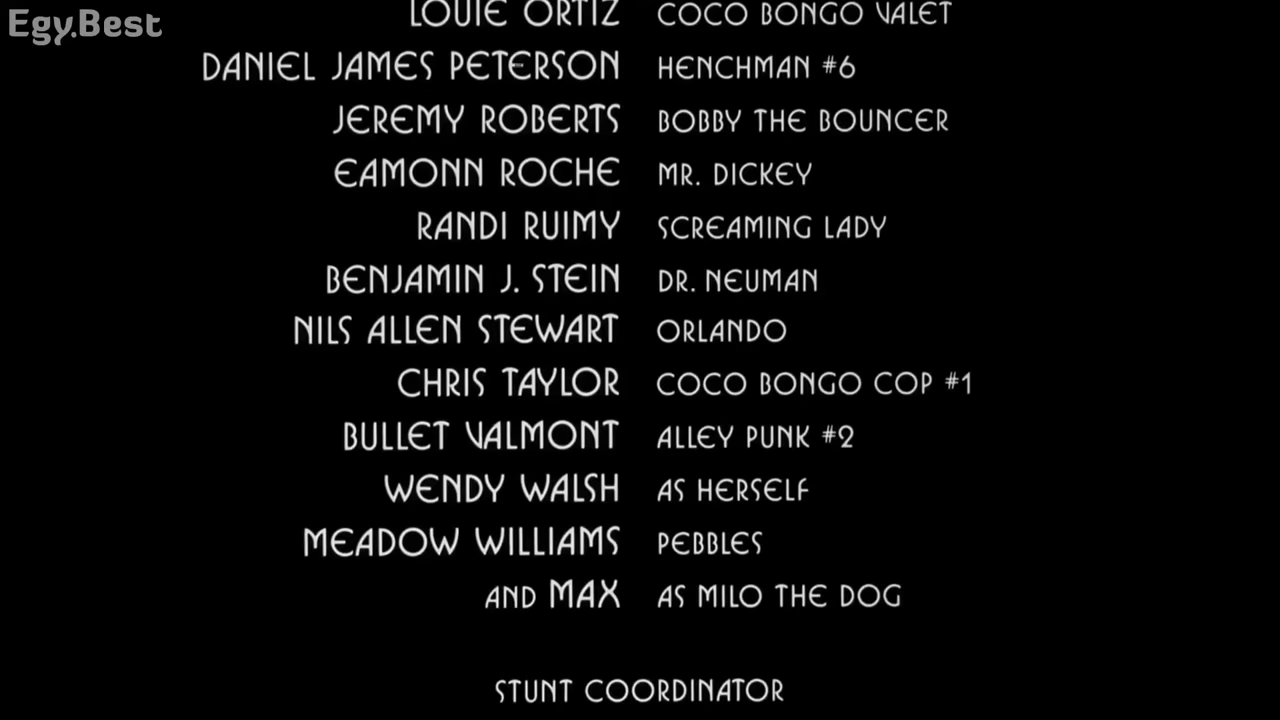 Egy.Best
LOUIE ORTIZ COCO BONGO VALET
DANIEL JAMES PETERSON HENCHMAN #6
JEREMY ROBERTS BOBBY THE BOUNCER
EAMONN ROCHE MR. DICKEY
RANDI RUIMY SCREAMING LADY
BENJAMIN J. STEIN DR. NEUMAN
NILS ALLEN STEWART ORLANDO
CHRIS TAYLOR COCO BONGO COP #1
BULLET VALMONT ALLEY PUNK #2
WENDY WALSH AS HERSELF
MEADOW WILLIAMS PEBBLES
AND MAX AS MILO THE DOG
STUNT COORDINATOR